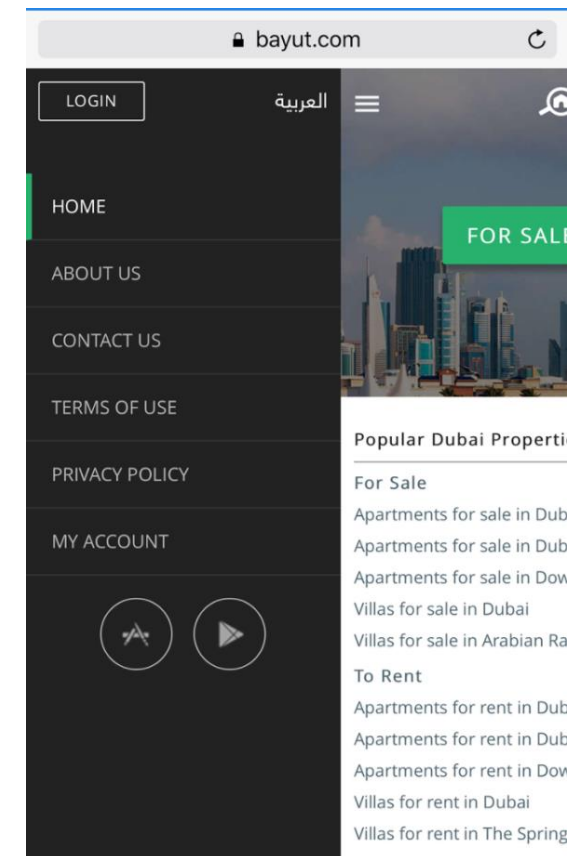 bayut.com
LOGIN
العربية
HOME
ABOUT US
CONTACT US
TERMS OF USE
PRIVACY POLICY
MY ACCOUNT
FOR SALE
Popular Dubai Properti
For Sale
Apartments for sale in Dub
Apartments for sale in Dub
Apartments for sale in Dow
Villas for sale in Dubai
Villas for sale in Arabian Ra
To Rent
Apartments for rent in Dub
Apartments for rent in Dub
Apartments for rent in Dow
Villas for rent in Dubai
Villas for rent in The Spring